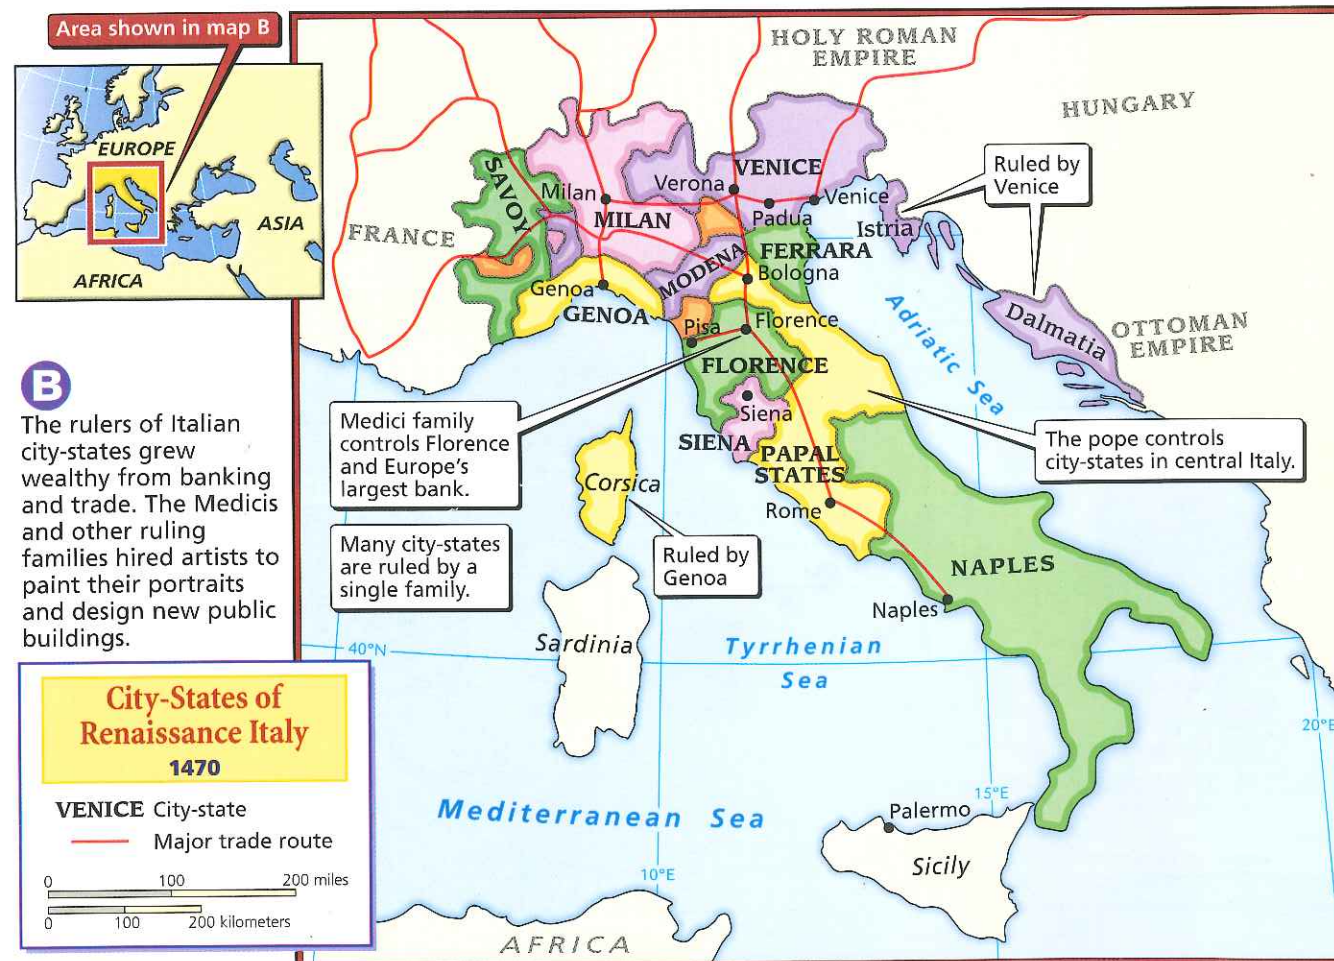 Area shown in map B
EUROPE
ASIA
AFRICA
B
The rulers of Italian
city-states grew
wealthy from banking
and trade. The Medicis
and other ruling
families hired artists to
paint their portraits
and design new public
buildings.
City-States of
Renaissance Italy
1470
VENICE City-state
Major trade route
0 100 200 miles
0 100 200 kilometers
HOLY ROMAN
EMPIRE
HUNGARY
FRANCE
OTTOMAN
EMPIRE
AFRICA
SAVOY
Milan
MILAN
Verona
VENICE
Padua
Venice
Istria
Ruled by
Venice
Dalmatia
Genoa
GENOA
MODENA
FERRARA
Bologna
Pisa
Florence
FLORENCE
Siena
SIENA
PAPAL
STATES
Rome
NAPLES
Naples
Adriatic Sea
Medici family
controls Florence
and Europe's
largest bank.
Many city-states
are ruled by a
single family.
Corsica
Ruled by
Genoa
The pope controls
city-states in central Italy.
Sardinia
Tyrrhenian
Sea
40°N
Mediterranean Sea
10°E
15°E
20°E
Palermo
Sicily